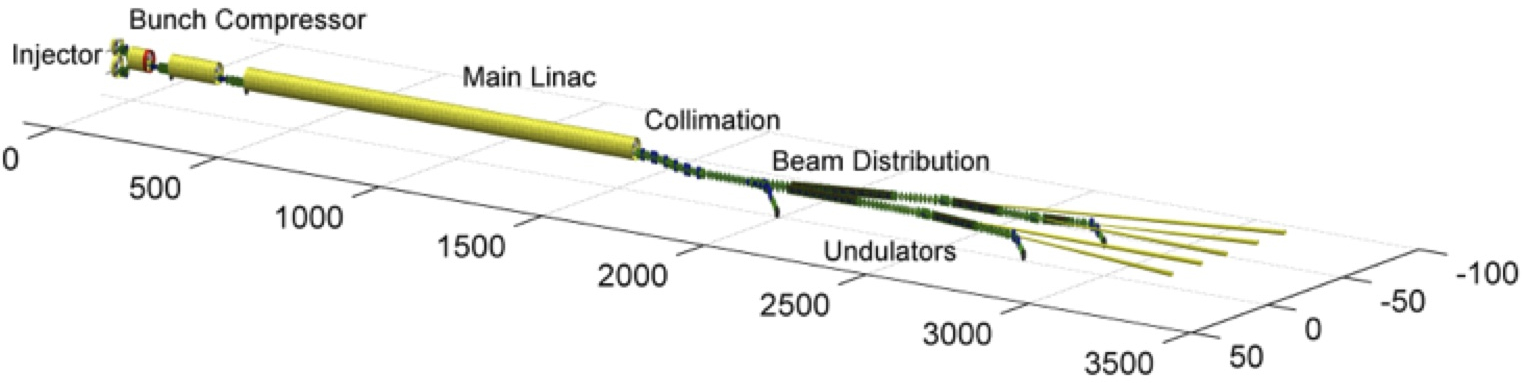 Bunch Compressor
Injector
Main Linac
Collimation
Beam Distribution
Undulators
0
500
1000
1500
2000
2500
3000
3500
50
0
-50
-100